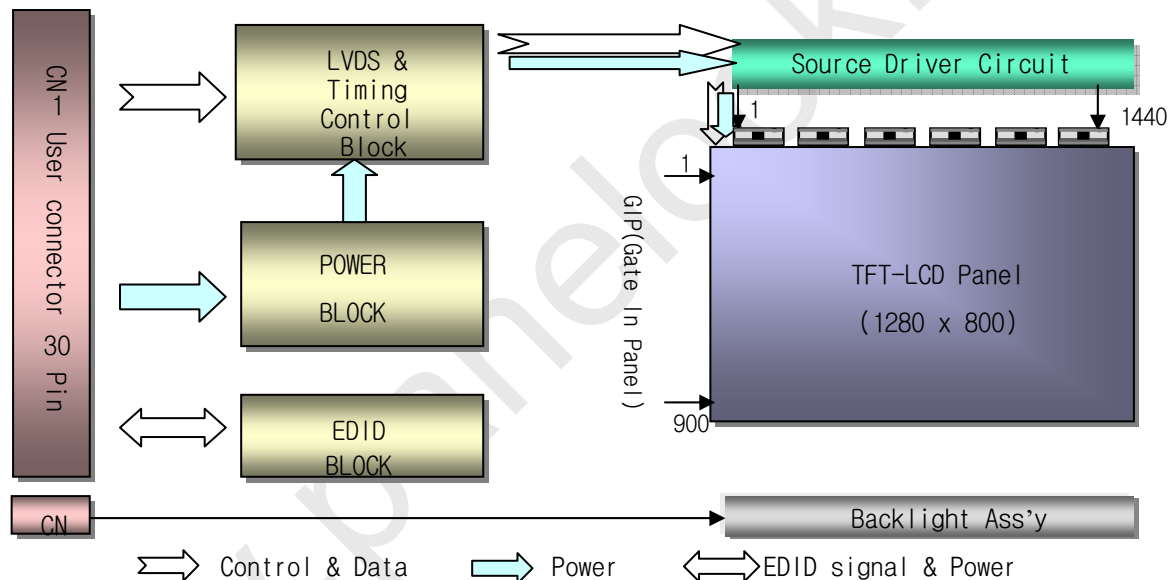 CN1 User connector 30 Pin
LVDS &
Timing
Control
Block
Source Driver Circuit
1
1440
1
GIP(Gate In Panel)
POWER
BLOCK
TFT-LCD Panel
(1280 x 800)
900
EDID
BLOCK
CN
Backlight Ass’y
Control & Data
Power
EDID signal & Power